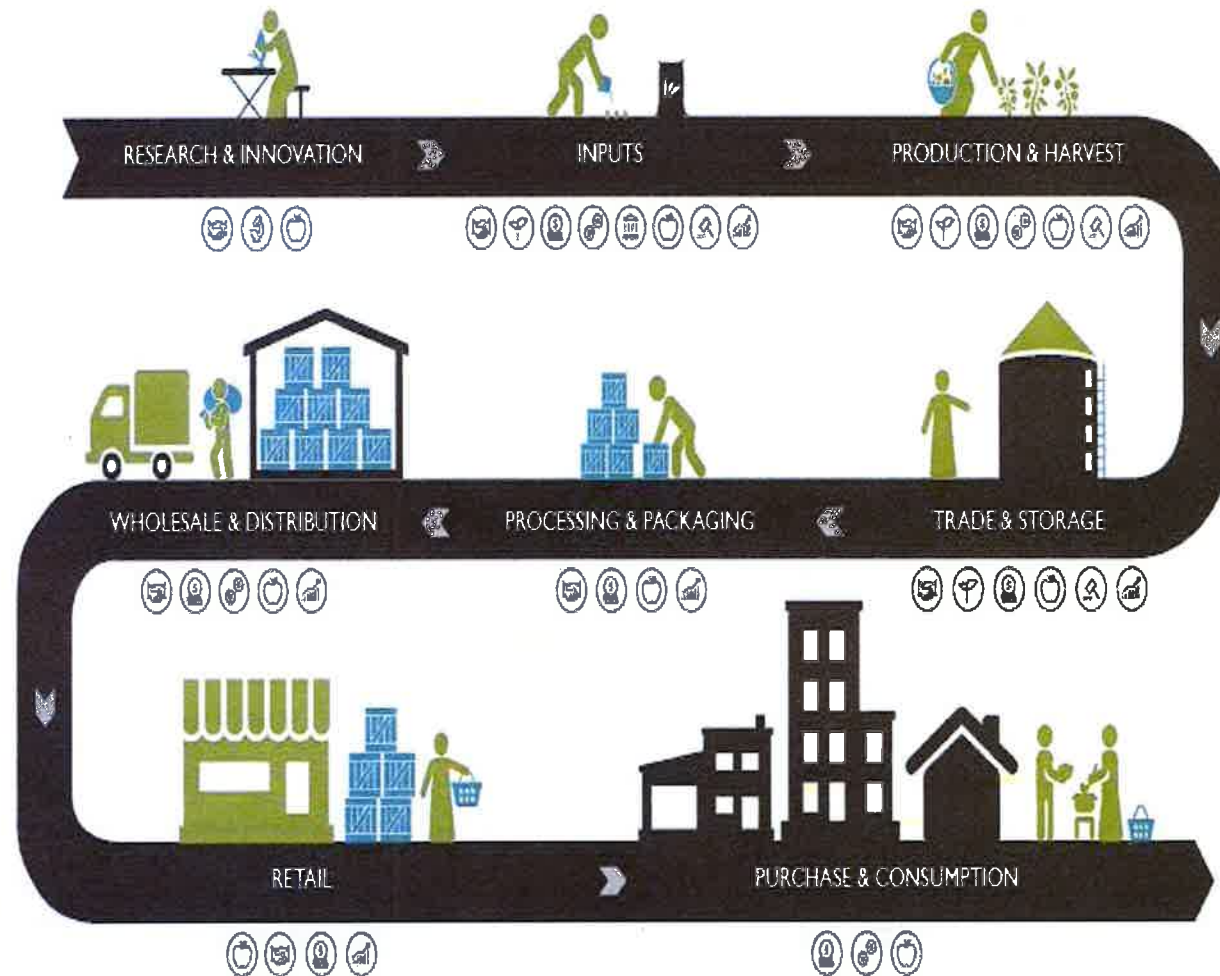 RESEARCH & INNOVATION
INPUTS
PRODUCTION & HARVEST
TRADE & STORAGE
PROCESSING & PACKAGING
WHOLESALE & DISTRIBUTION
RETAIL
PURCHASE & CONSUMPTION